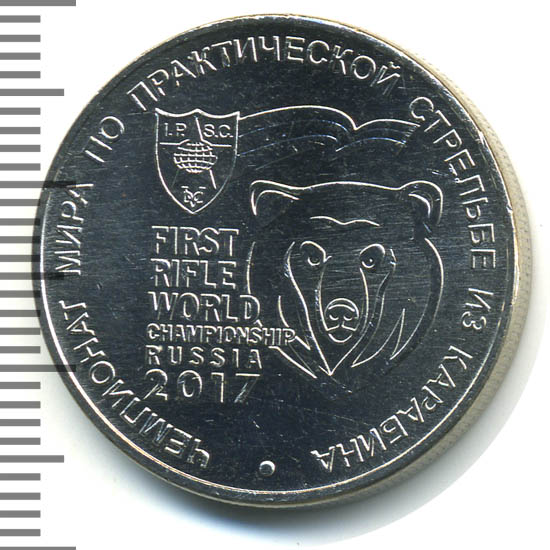 ЧЕМПИОНАТ МИРА ПО ПРАКТИЧЕСКОЙ СТРЕЛЬБЕ ИЗ КАРАБИНА
I.P.S.C.
FIRST
RIFLE
WORLD
CHAMPIONSHIP
RUSSIA
2017